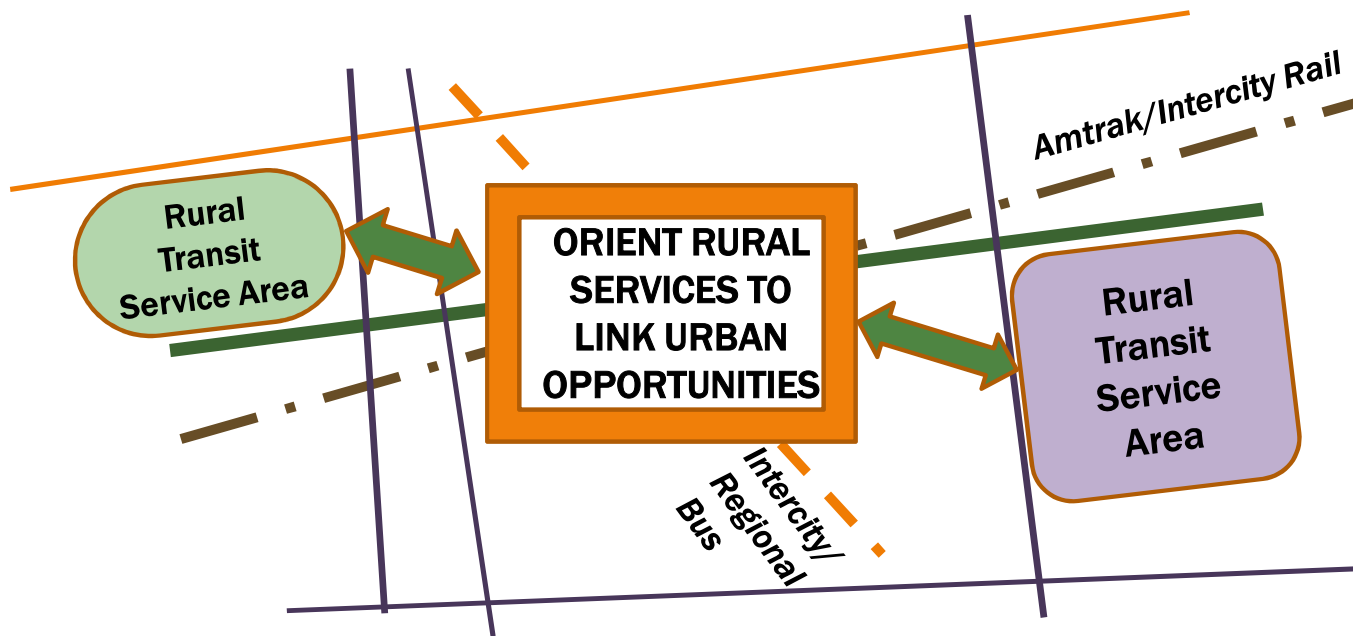 Amtrak/Intercity Rail
Rural
Transit
Service Area
ORIENT RURAL
SERVICES TO
LINK URBAN
OPPORTUNITIES
Rural
Transit
Service
Area
Intercity/
Regional
Bus